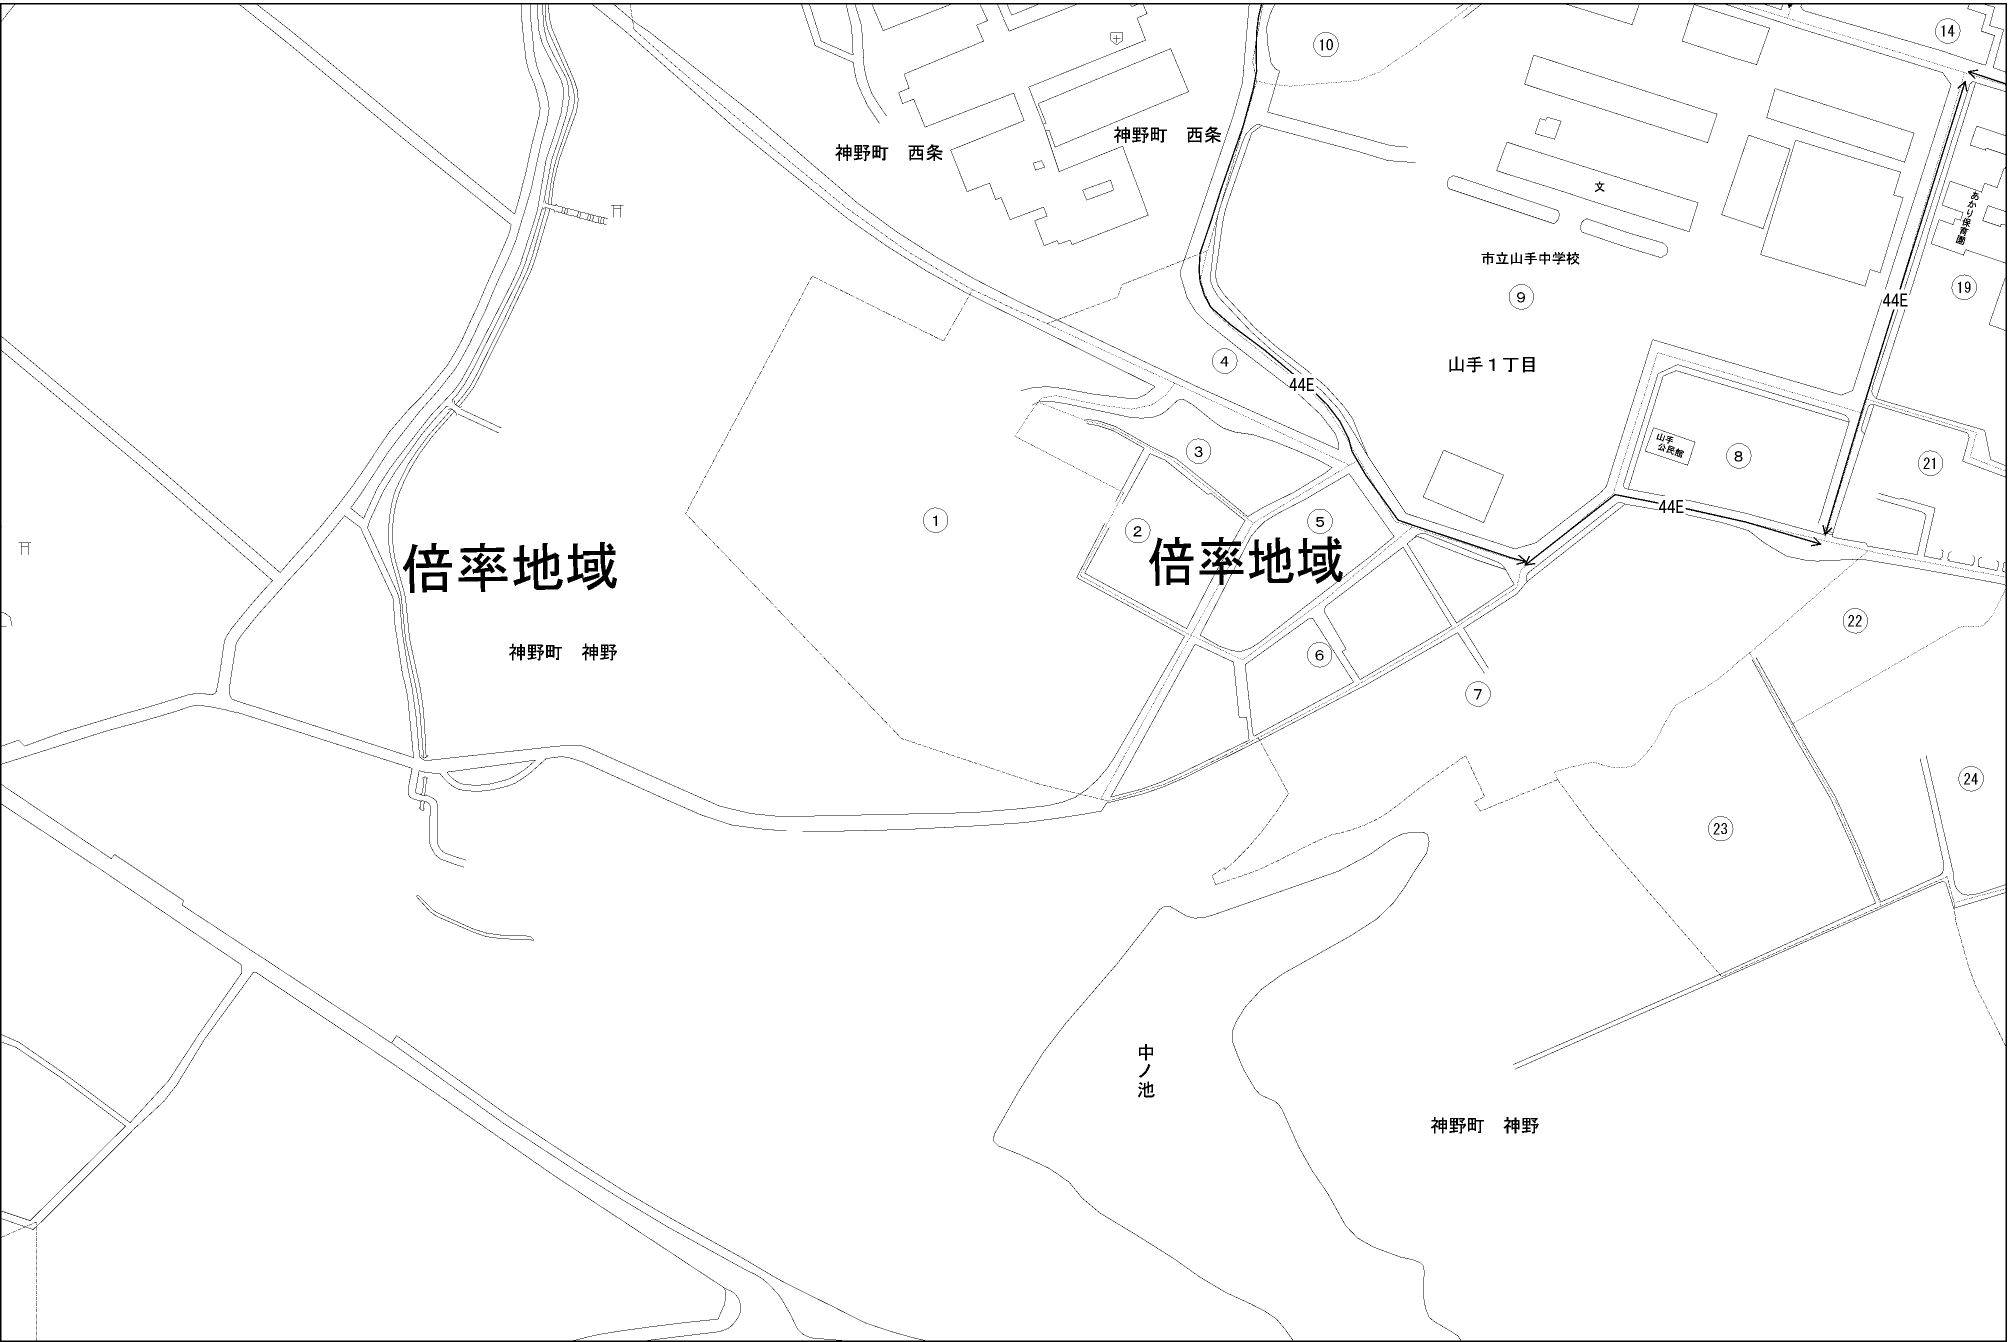 14
10
神野町　西条
神野町　西条
文
あかり保育園
市立山手中学校
19
9
44E
4
山手１丁目
44E
3
山手
公民館
8
21
44E
1
2
5
倍率地域
倍率地域
22
神野町　神野
6
7
24
23
中ノ池
神野町　神野